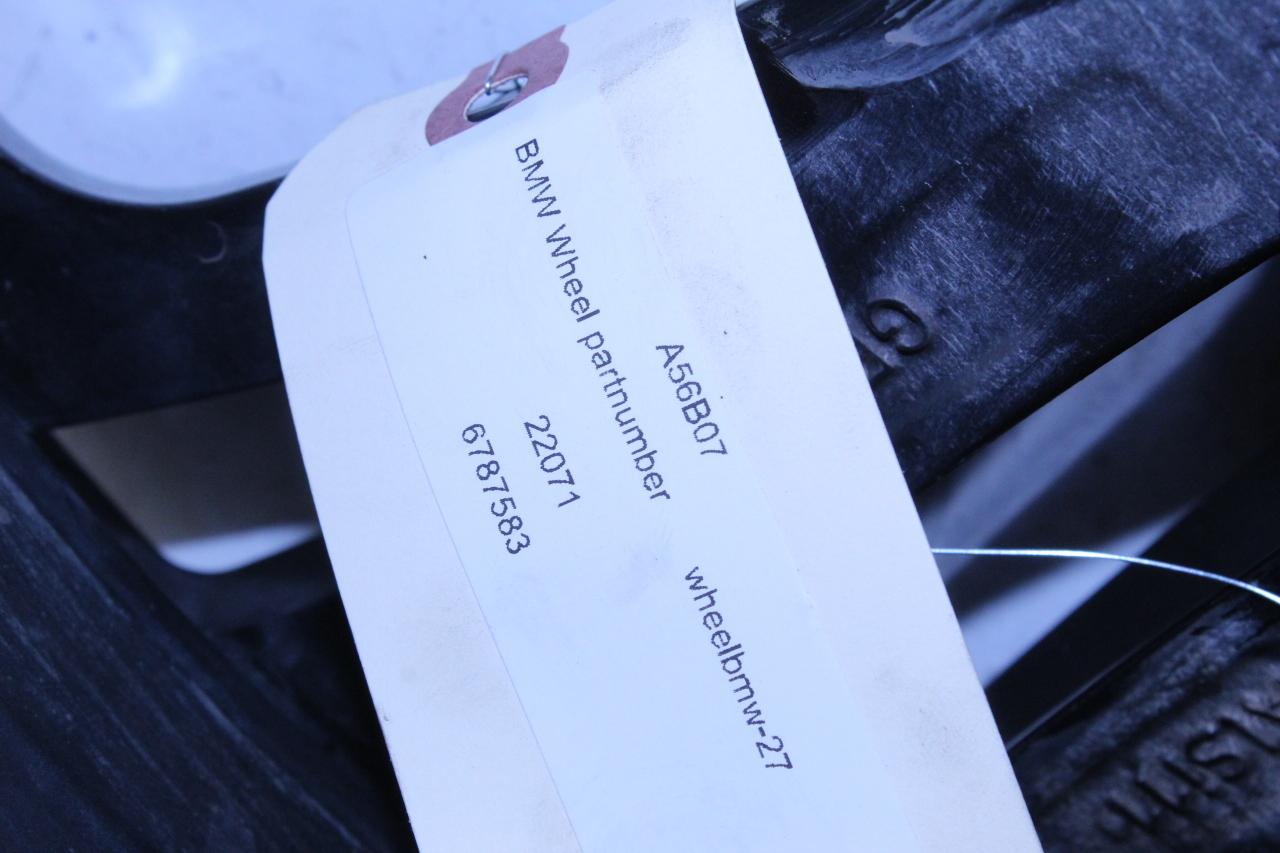 A56B07
wheelbmw-27
BMW Wheel partnumber
22071
6787583